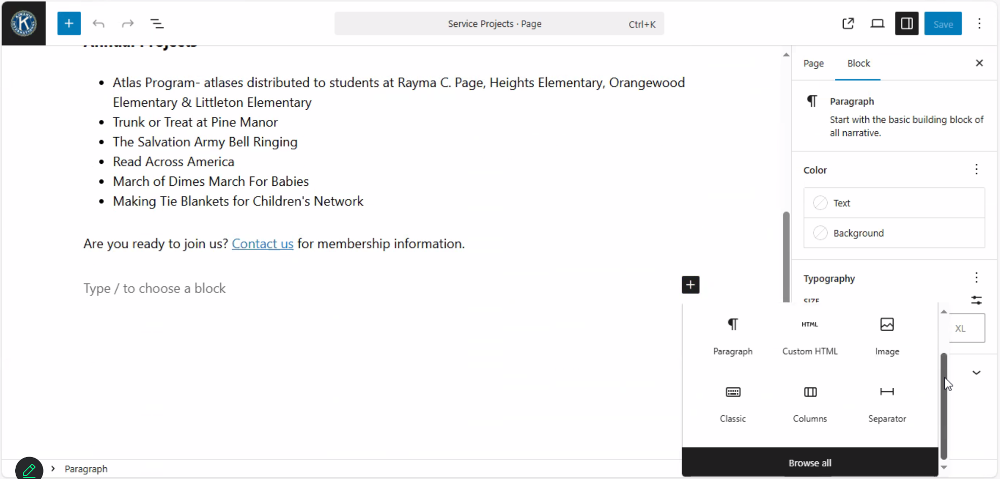 Service Projects · Page
Ctrl+K
Save
Annual Projects
Atlas Program- atlases distributed to students at Rayma C. Page, Heights Elementary, Orangewood
Elementary & Littleton Elementary
Trunk or Treat at Pine Manor
The Salvation Army Bell Ringing
Read Across America
March of Dimes March For Babies
Making Tie Blankets for Children's Network
Are you ready to join us? Contact us for membership information.
Type / to choose a block
Page
Block
Paragraph
Start with the basic building block of
all narrative.
Color
Text
Background
Typography
SIZE
XL
Paragraph
HTML
Custom HTML
Image
Classic
Columns
Separator
Browse all
Paragraph